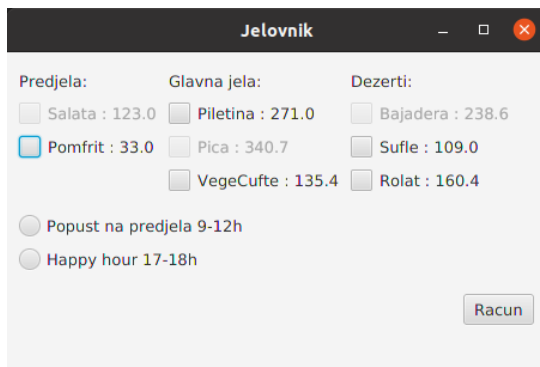 Jelovnik
Predjela: Glavna jela: Dezerti:
Salata : 123.0 Piletina : 271.0 Bajadera : 238.6
Pomfrit : 33.0 Pica : 340.7 Sufle : 109.0
VegeCufte : 135.4 Rolat : 160.4
Popust na predjela 9-12h
Happy hour 17-18h
Racun